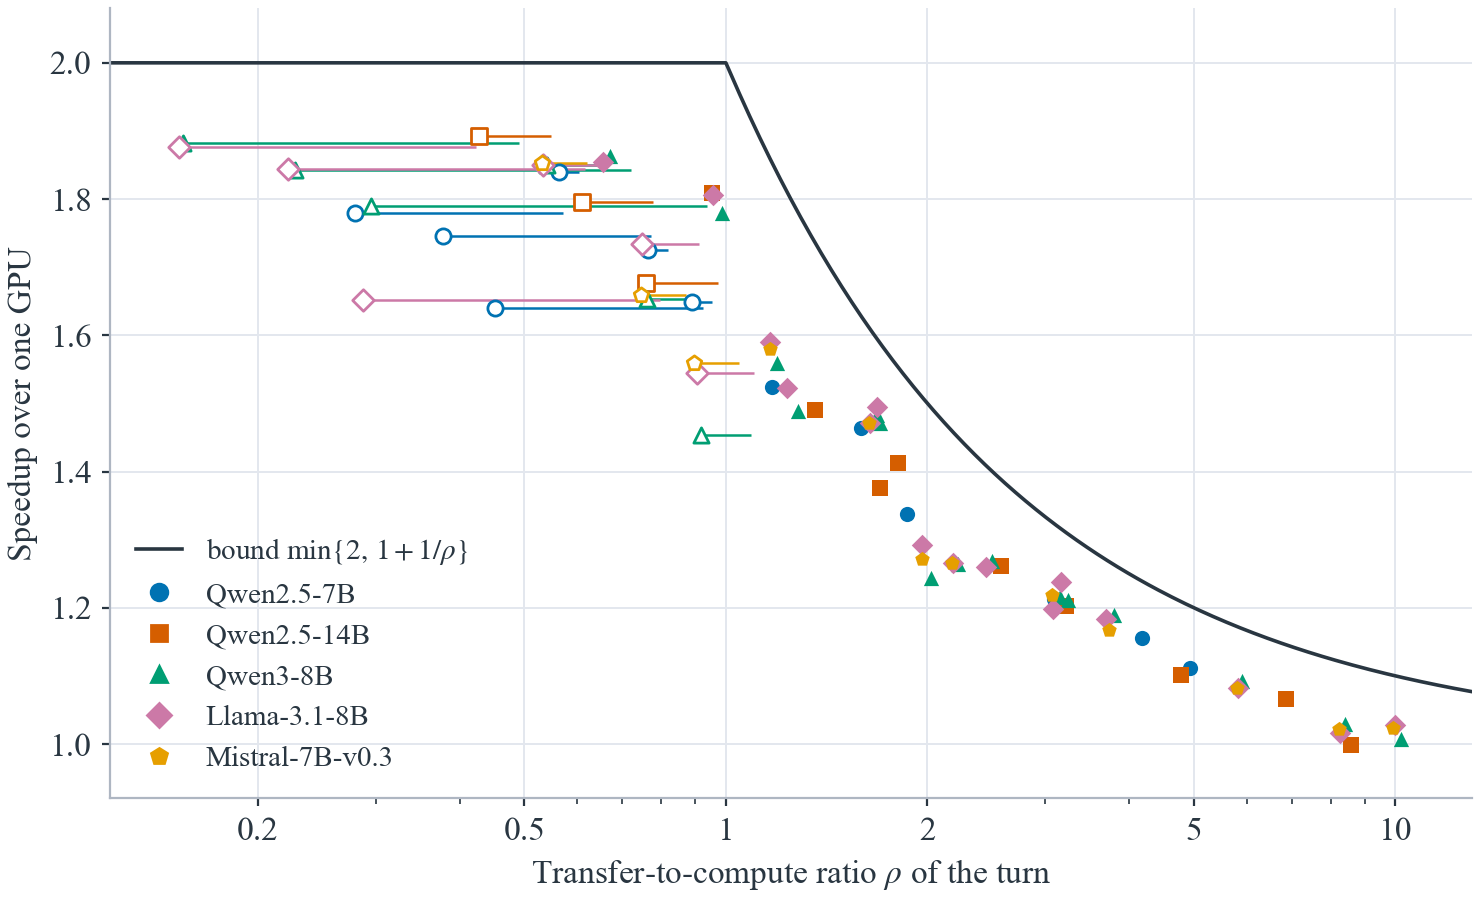 2.0
1.8
1.6
1.4
1.2
1.0
Speedup over one GPU
bound min{2, 1 + 1/ρ}
Qwen2.5-7B
Qwen2.5-14B
Qwen3-8B
Llama-3.1-8B
Mistral-7B-v0.3
0.2 0.5 1 2 5 10
Transfer-to-compute ratio ρ of the turn